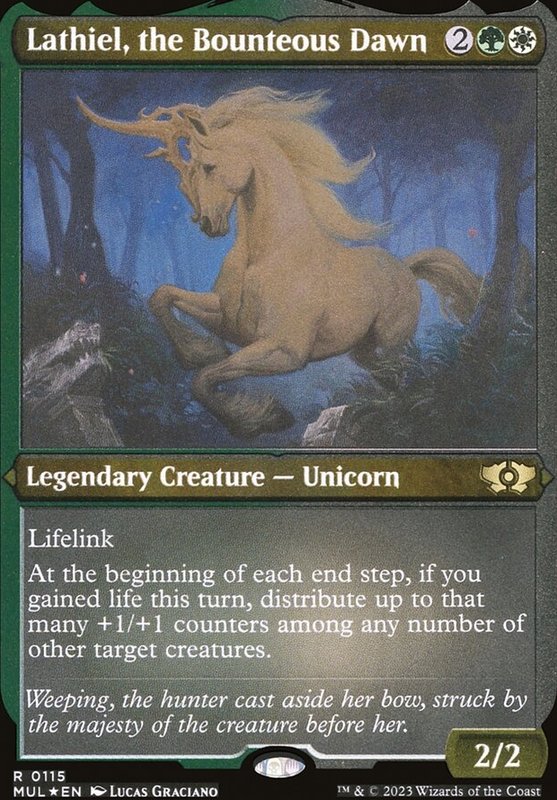 Lathiel, the Bounteous Dawn 2
Legendary Creature — Unicorn
Lifelink
At the beginning of each end step, if you
gained life this turn, distribute up to that
many +1/+1 counters among any number of
other target creatures.
Weeping, the hunter cast aside her bow, struck by
the majesty of the creature before her.
2/2
R 0115
MUL★EN Lucas Graciano
™ & © 2023 Wizards of the Coast